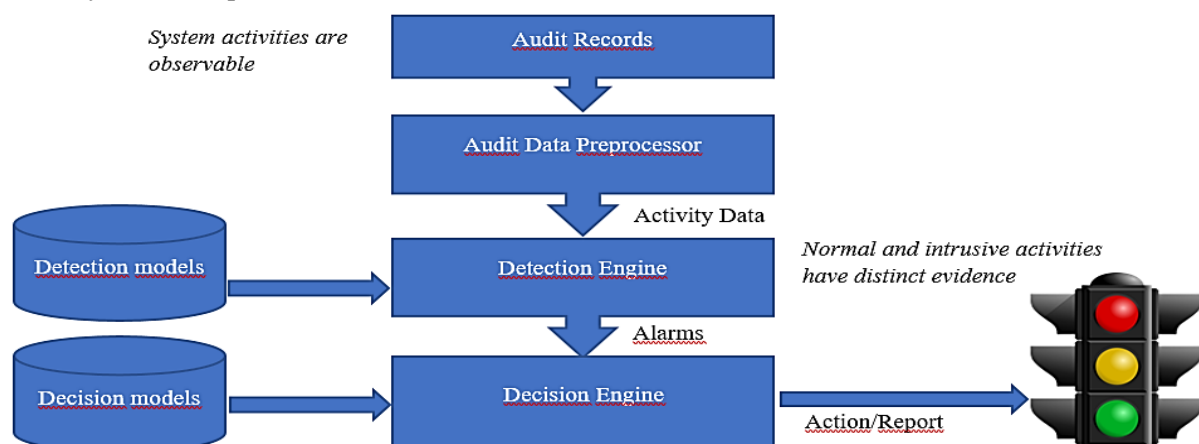 System activities are
observable
Audit Records
Audit Data Preprocessor
Activity Data
Detection models
Detection Engine
Normal and intrusive activities
have distinct evidence
Alarms
Decision models
Decision Engine
Action/Report